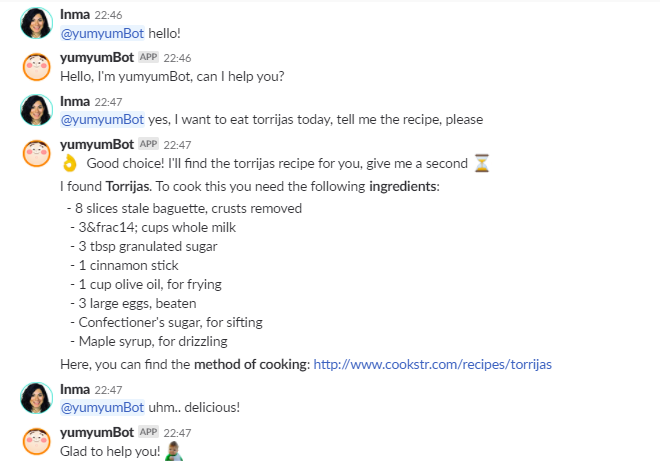 Inma 22:46
@yumyumBot hello!
yumyumBot APP 22:46
Hello, I'm yumyumBot, can I help you?
Inma 22:47
@yumyumBot yes, I want to eat torrijas today, tell me the recipe, please
yumyumBot APP 22:47
👌 Good choice! I'll find the torrijas recipe for you, give me a second ⏳
I found Torrijas. To cook this you need the following ingredients:
- 8 slices stale baguette, crusts removed
- 3&frac14; cups whole milk
- 3 tbsp granulated sugar
- 1 cinnamon stick
- 1 cup olive oil, for frying
- 3 large eggs, beaten
- Confectioner's sugar, for sifting
- Maple syrup, for drizzling
Here, you can find the method of cooking: http://www.cookstr.com/recipes/torrijas
Inma 22:47
@yumyumBot uhm.. delicious!
yumyumBot APP 22:47
Glad to help you!